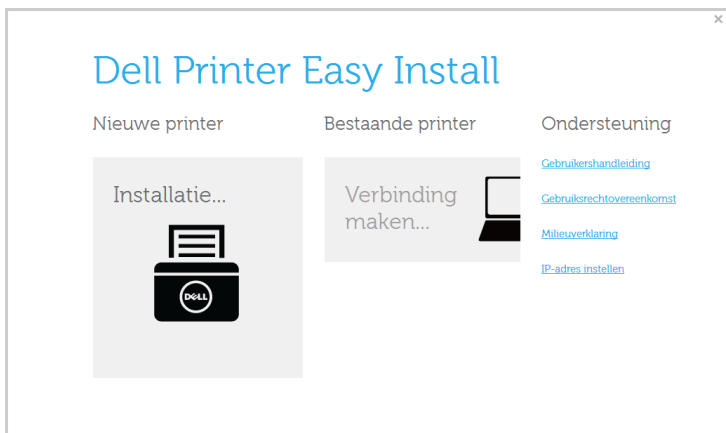 Dell Printer Easy Install
Nieuwe printer
Installatie...
DELL
Bestaande printer
Verbinding
maken...
Ondersteuning
Gebruikershandleiding
Gebruiksrechtovereenkomst
Milieuverklaring
IP-adres instellen